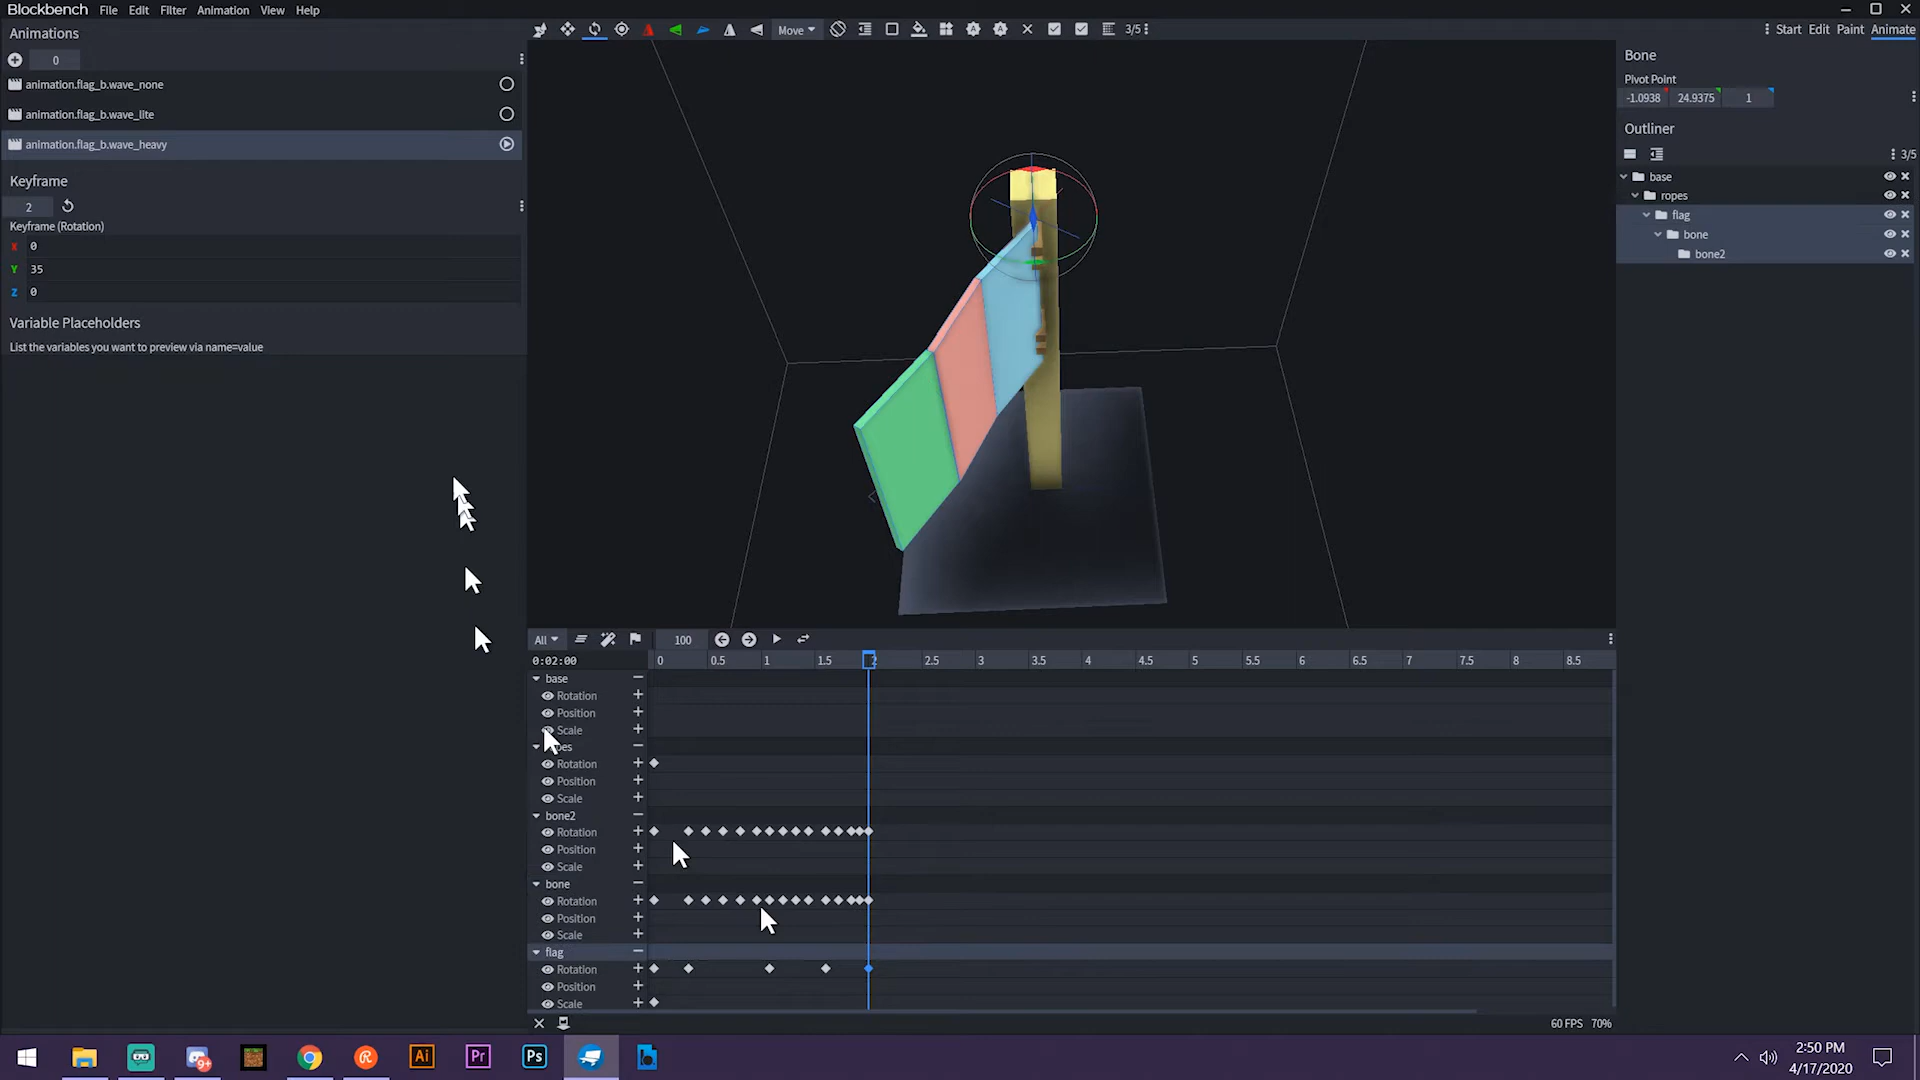 Blockbench File Edit Filter Animation View Help
Animations
0
animation.flag_b.wave_none
animation.flag_b.wave_lite
animation.flag_b.wave_heavy
Keyframe
2
Keyframe (Rotation)
X 0
Y 35
Z 0
Variable Placeholders
List the variables you want to preview via name=value
Move
3/5
Start Edit Paint Animate
Bone
Pivot Point
-1.0938 24.9375 1
Outliner
3/5
base
ropes
flag
bone
bone2
All 100
0:02:00 0 0.5 1 1.5 2 2.5 3 3.5 4 4.5 5 5.5 6 6.5 7 7.5 8 8.5
base
Rotation
Position
Scale
Rotation
Position
Scale
bone2
Rotation
Position
Scale
bone
Rotation
Position
Scale
flag
Rotation
Position
Scale
60 FPS 70%
9+ R Ai Pr Ps
2:50 PM
4/17/2020